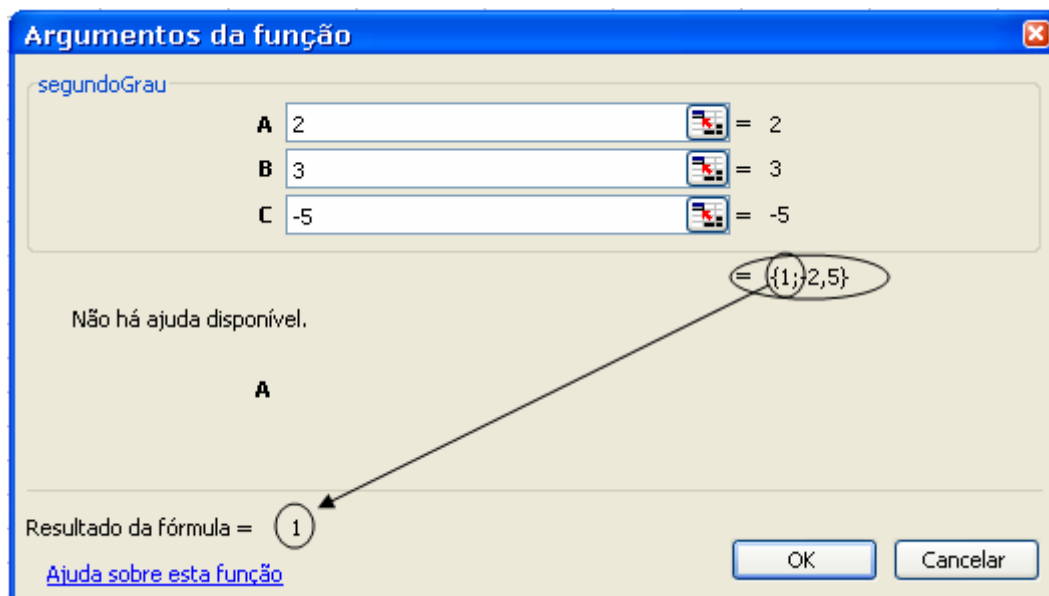 Argumentos da função
segundoGrau
A 2 = 2
B 3 = 3
C -5 = -5
= {1;-2,5}
Não há ajuda disponível.
A
Resultado da fórmula = 1
Ajuda sobre esta função
OK Cancelar